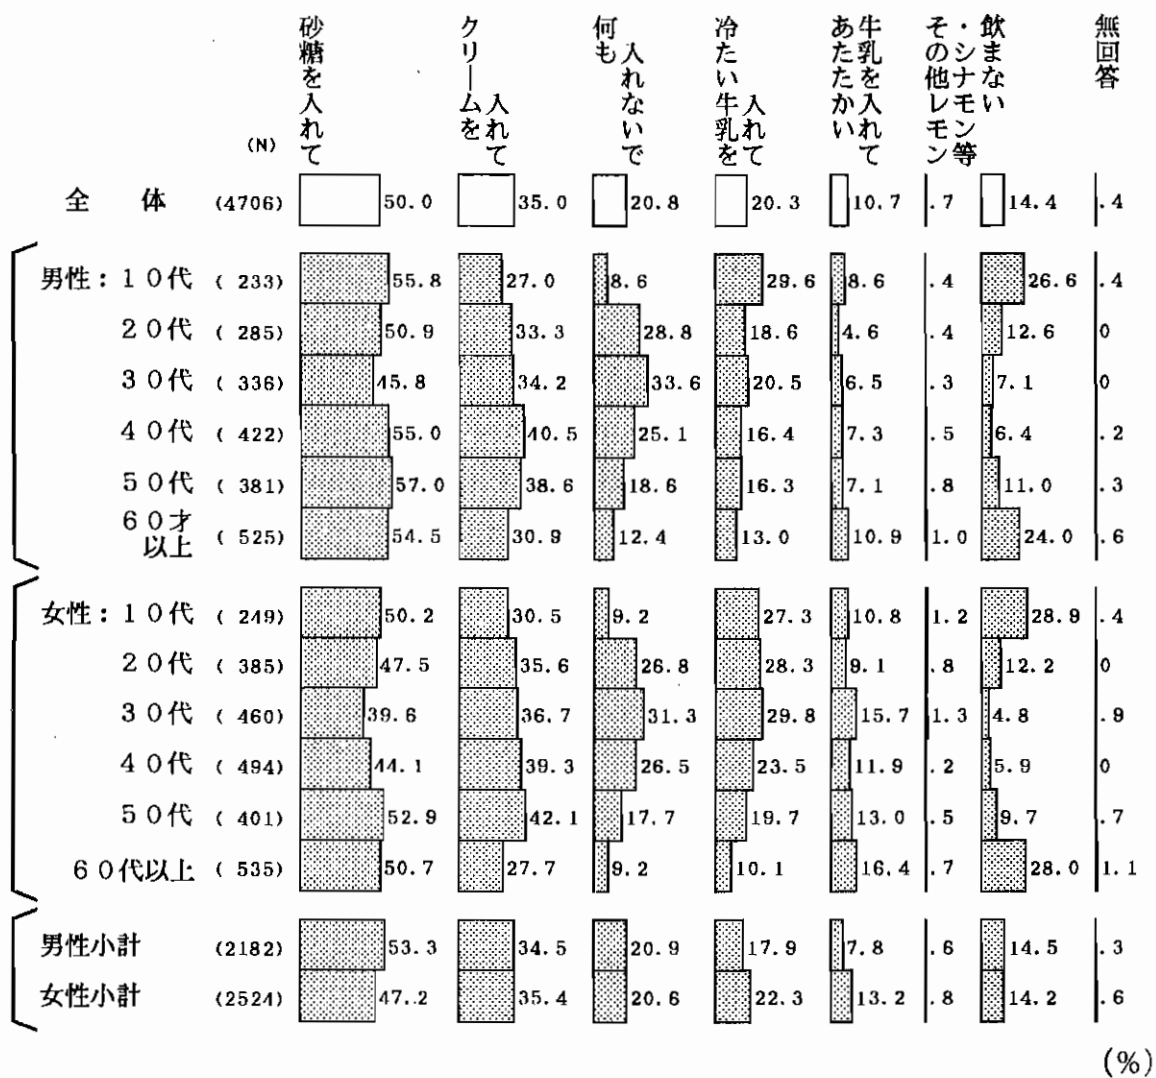 砂糖を入れて
クリームを
入れて
何も
入れないで
冷たい牛乳を
入れて
あたたかい
牛乳を入れて
その他レモン
・シナモン等
飲まない
無回答
(N)
全 体 (4706) 50.0 35.0 20.8 20.3 10.7 .7 14.4 .4
男性：10代 ( 233) 55.8 27.0 8.6 29.6 8.6 .4 26.6 .4
20代 ( 285) 50.9 33.3 28.8 18.6 4.6 .4 12.6 0
30代 ( 336) 45.8 34.2 33.6 20.5 6.5 .3 7.1 0
40代 ( 422) 55.0 40.5 25.1 16.4 7.3 .5 6.4 .2
50代 ( 381) 57.0 38.6 18.6 16.3 7.1 .8 11.0 .3
60才
以上 ( 525) 54.5 30.9 12.4 13.0 10.9 1.0 24.0 .6
女性：10代 ( 249) 50.2 30.5 9.2 27.3 10.8 1.2 28.9 .4
20代 ( 385) 47.5 35.6 26.8 28.3 9.1 .8 12.2 0
30代 ( 460) 39.6 36.7 31.3 29.8 15.7 1.3 4.8 .9
40代 ( 494) 44.1 39.3 26.5 23.5 11.9 .2 5.9 0
50代 ( 401) 52.9 42.1 17.7 19.7 13.0 .5 9.7 .7
60代以上 ( 535) 50.7 27.7 9.2 10.1 16.4 .7 28.0 1.1
男性小計 (2182) 53.3 34.5 20.9 17.9 7.8 .6 14.5 .3
女性小計 (2524) 47.2 35.4 20.6 22.3 13.2 .8 14.2 .6
(%)